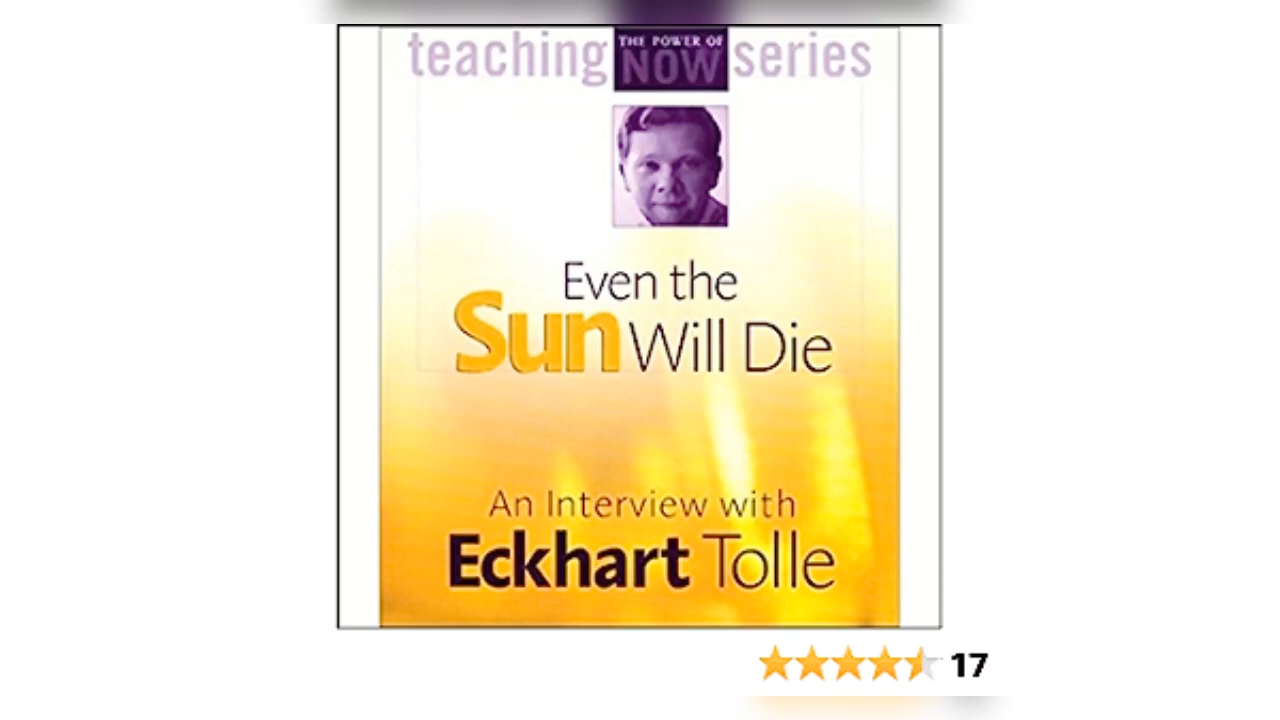 teaching THE POWER OF NOW series
Even the
Sun Will Die
An Interview with
Eckhart Tolle
17